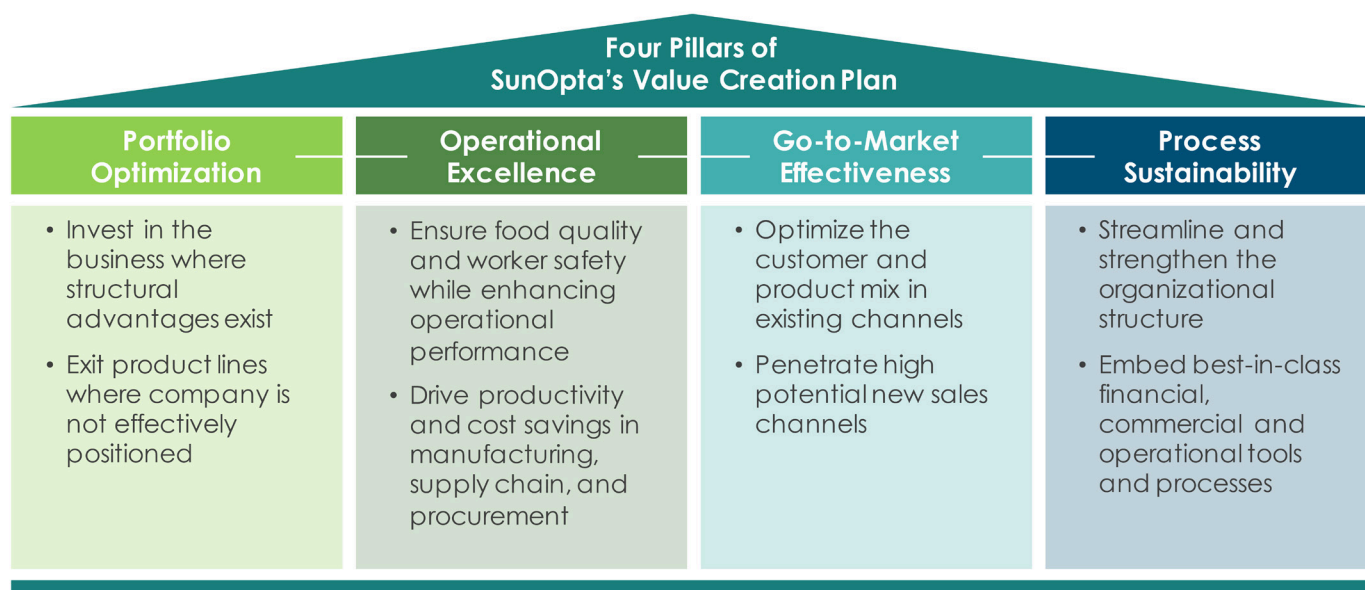 Four Pillars of
SunOpta's Value Creation Plan
Portfolio
Optimization
Operational
Excellence
Go-to-Market
Effectiveness
Process
Sustainability
• Invest in the
business where
structural
advantages exist
• Exit product lines
where company is
not effectively
positioned
• Ensure food quality
and worker safety
while enhancing
operational
performance
• Drive productivity
and cost savings in
manufacturing,
supply chain, and
procurement
• Optimize the
customer and
product mix in
existing channels
• Penetrate high
potential new sales
channels
• Streamline and
strengthen the
organizational
structure
• Embed best-in-class
financial,
commercial and
operational tools
and processes